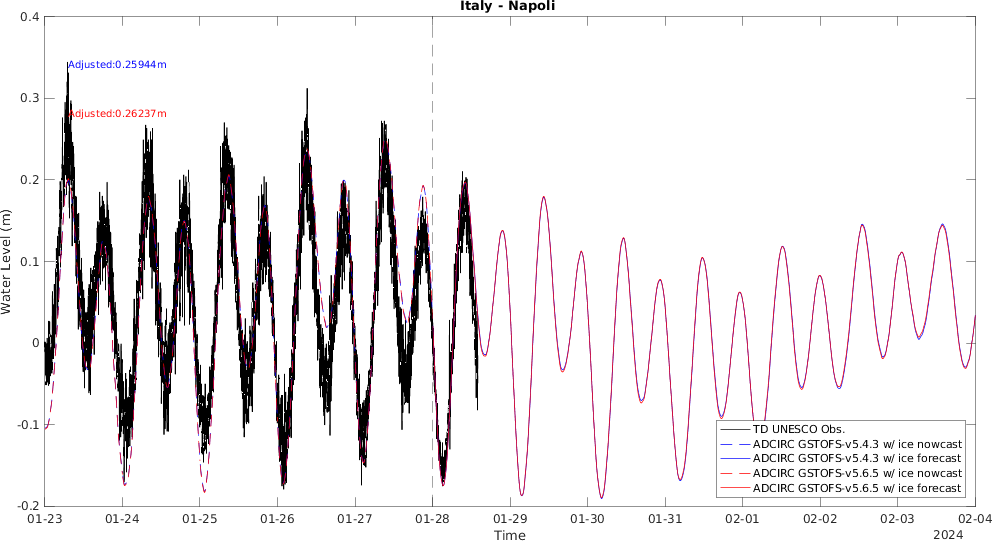 Italy - Napoli
Adjusted:0.25944m
Adjusted:0.26237m
Water Level (m)
0.4
0.3
0.2
0.1
0
-0.1
-0.2
TD UNESCO Obs.
ADCIRC GSTOFS-v5.4.3 w/ ice nowcast
ADCIRC GSTOFS-v5.4.3 w/ ice forecast
ADCIRC GSTOFS-v5.6.5 w/ ice nowcast
ADCIRC GSTOFS-v5.6.5 w/ ice forecast
01-23 01-24 01-25 01-26 01-27 01-28 01-29 01-30 01-31 02-01 02-02 02-03 02-04
Time
2024